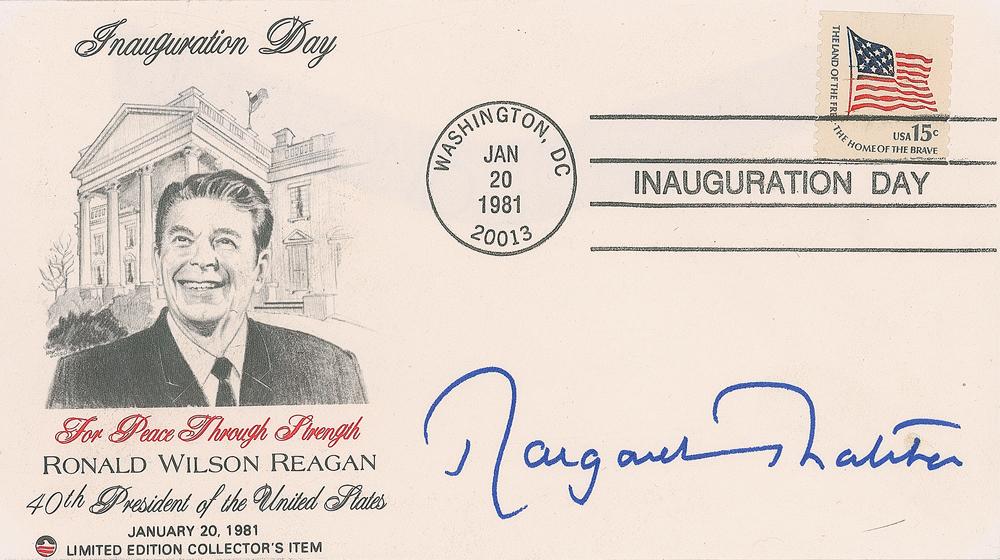 Inauguration Day
For Peace Through Strength
RONALD WILSON REAGAN
40th President of the United States
JANUARY 20, 1981
LIMITED EDITION COLLECTOR'S ITEM
WASHINGTON, DC
JAN
20
1981
20013
INAUGURATION DAY
THE LAND OF THE FREE
THE HOME OF THE BRAVE
USA 15c
Margaret Thatcher